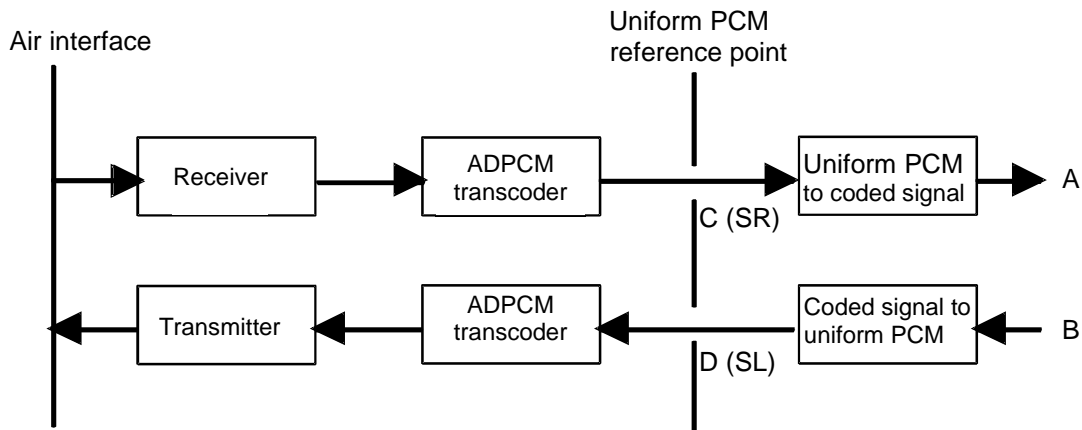 Uniform PCM
reference point
Air interface
Receiver
ADPCM
transcoder
Uniform PCM
to coded signal
A
C (SR)
Transmitter
ADPCM
transcoder
Coded signal to
uniform PCM
B
D (SL)